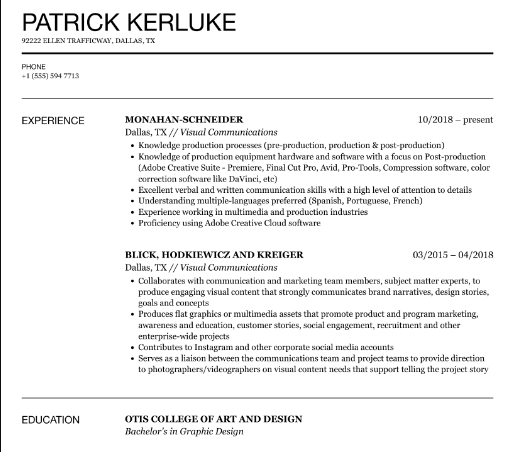 PATRICK KERLUKE
92222 ELLEN TRAFFICWAY, DALLAS, TX
PHONE
+1 (555) 594 7713
EXPERIENCE
MONAHAN-SCHNEIDER 10/2018 – present
Dallas, TX // Visual Communications
• Knowledge production processes (pre-production, production & post-production)
• Knowledge of production equipment hardware and software with a focus on Post-production
(Adobe Creative Suite - Premiere, Final Cut Pro, Avid, Pro-Tools, Compression software, color
correction software like DaVinci, etc)
• Excellent verbal and written communication skills with a high level of attention to details
• Understanding multiple-languages preferred (Spanish, Portuguese, French)
• Experience working in multimedia and production industries
• Proficiency using Adobe Creative Cloud software
BLICK, HODKIEWICZ AND KREIGER 03/2015 – 04/2018
Dallas, TX // Visual Communications
• Collaborates with communication and marketing team members, subject matter experts, to
produce engaging visual content that strongly communicates brand narratives, design stories,
goals and concepts
• Produces flat graphics or multimedia assets that promote product and program marketing,
awareness and education, customer stories, social engagement, recruitment and other
enterprise-wide projects
• Contributes to Instagram and other corporate social media accounts
• Serves as a liaison between the communications team and project teams to provide direction
to photographers/videographers on visual content needs that support telling the project story
EDUCATION
OTIS COLLEGE OF ART AND DESIGN
Bachelor's in Graphic Design